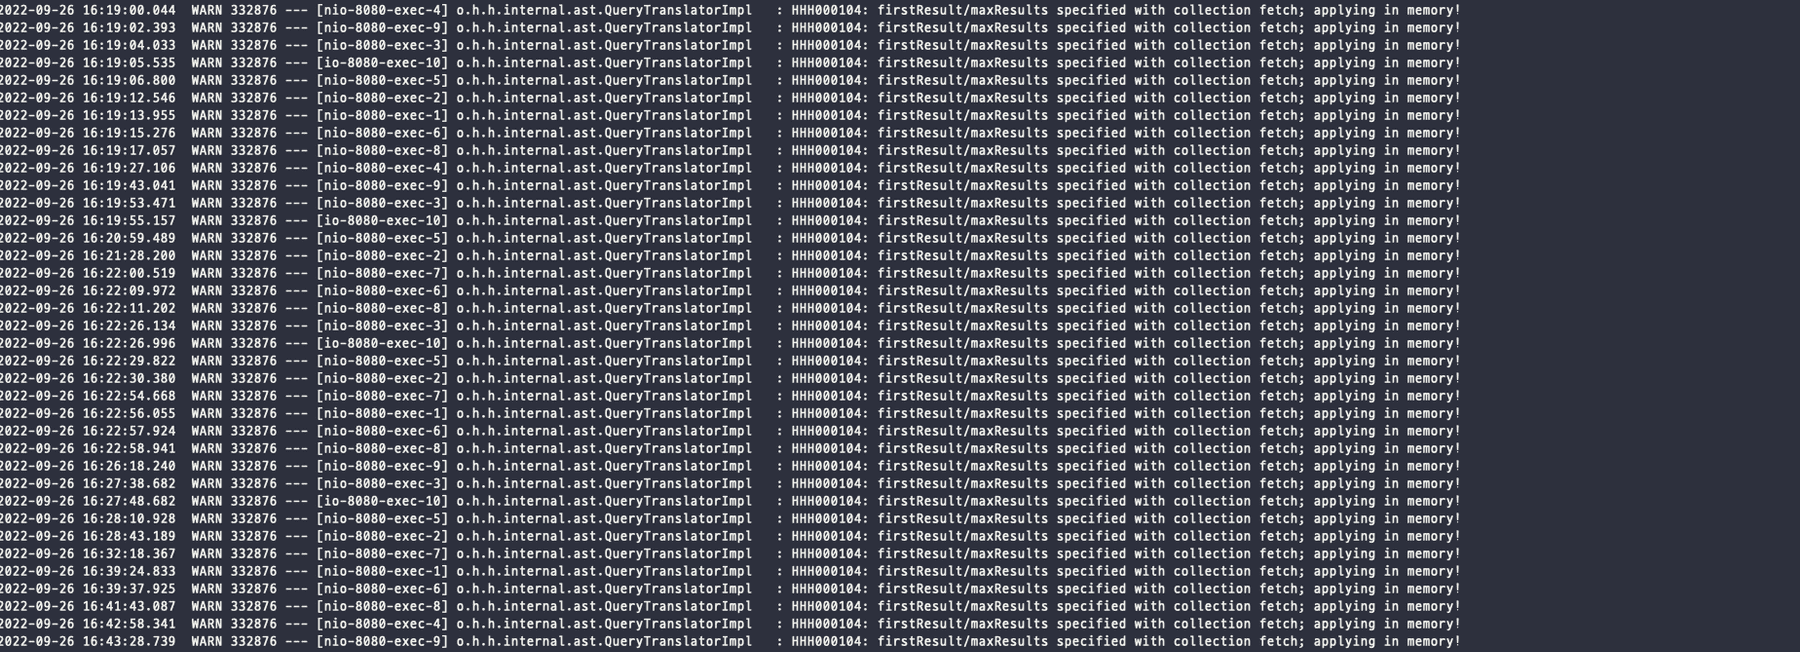 2022-09-26 16:19:00.044  WARN 332876 --- [nio-8080-exec-4] o.h.h.internal.ast.QueryTranslatorImpl   : HHH000104: firstResult/maxResults specified with collection fetch; applying in memory!
2022-09-26 16:19:02.393  WARN 332876 --- [nio-8080-exec-9] o.h.h.internal.ast.QueryTranslatorImpl   : HHH000104: firstResult/maxResults specified with collection fetch; applying in memory!
2022-09-26 16:19:04.033  WARN 332876 --- [nio-8080-exec-3] o.h.h.internal.ast.QueryTranslatorImpl   : HHH000104: firstResult/maxResults specified with collection fetch; applying in memory!
2022-09-26 16:19:05.535  WARN 332876 --- [io-8080-exec-10] o.h.h.internal.ast.QueryTranslatorImpl   : HHH000104: firstResult/maxResults specified with collection fetch; applying in memory!
2022-09-26 16:19:06.800  WARN 332876 --- [nio-8080-exec-5] o.h.h.internal.ast.QueryTranslatorImpl   : HHH000104: firstResult/maxResults specified with collection fetch; applying in memory!
2022-09-26 16:19:12.546  WARN 332876 --- [nio-8080-exec-2] o.h.h.internal.ast.QueryTranslatorImpl   : HHH000104: firstResult/maxResults specified with collection fetch; applying in memory!
2022-09-26 16:19:13.955  WARN 332876 --- [nio-8080-exec-1] o.h.h.internal.ast.QueryTranslatorImpl   : HHH000104: firstResult/maxResults specified with collection fetch; applying in memory!
2022-09-26 16:19:15.276  WARN 332876 --- [nio-8080-exec-6] o.h.h.internal.ast.QueryTranslatorImpl   : HHH000104: firstResult/maxResults specified with collection fetch; applying in memory!
2022-09-26 16:19:17.057  WARN 332876 --- [nio-8080-exec-8] o.h.h.internal.ast.QueryTranslatorImpl   : HHH000104: firstResult/maxResults specified with collection fetch; applying in memory!
2022-09-26 16:19:27.106  WARN 332876 --- [nio-8080-exec-4] o.h.h.internal.ast.QueryTranslatorImpl   : HHH000104: firstResult/maxResults specified with collection fetch; applying in memory!
2022-09-26 16:19:43.041  WARN 332876 --- [nio-8080-exec-9] o.h.h.internal.ast.QueryTranslatorImpl   : HHH000104: firstResult/maxResults specified with collection fetch; applying in memory!
2022-09-26 16:19:53.471  WARN 332876 --- [nio-8080-exec-3] o.h.h.internal.ast.QueryTranslatorImpl   : HHH000104: firstResult/maxResults specified with collection fetch; applying in memory!
2022-09-26 16:19:55.157  WARN 332876 --- [io-8080-exec-10] o.h.h.internal.ast.QueryTranslatorImpl   : HHH000104: firstResult/maxResults specified with collection fetch; applying in memory!
2022-09-26 16:20:59.489  WARN 332876 --- [nio-8080-exec-5] o.h.h.internal.ast.QueryTranslatorImpl   : HHH000104: firstResult/maxResults specified with collection fetch; applying in memory!
2022-09-26 16:21:28.200  WARN 332876 --- [nio-8080-exec-2] o.h.h.internal.ast.QueryTranslatorImpl   : HHH000104: firstResult/maxResults specified with collection fetch; applying in memory!
2022-09-26 16:22:00.519  WARN 332876 --- [nio-8080-exec-7] o.h.h.internal.ast.QueryTranslatorImpl   : HHH000104: firstResult/maxResults specified with collection fetch; applying in memory!
2022-09-26 16:22:09.972  WARN 332876 --- [nio-8080-exec-6] o.h.h.internal.ast.QueryTranslatorImpl   : HHH000104: firstResult/maxResults specified with collection fetch; applying in memory!
2022-09-26 16:22:11.202  WARN 332876 --- [nio-8080-exec-8] o.h.h.internal.ast.QueryTranslatorImpl   : HHH000104: firstResult/maxResults specified with collection fetch; applying in memory!
2022-09-26 16:22:26.134  WARN 332876 --- [nio-8080-exec-3] o.h.h.internal.ast.QueryTranslatorImpl   : HHH000104: firstResult/maxResults specified with collection fetch; applying in memory!
2022-09-26 16:22:26.996  WARN 332876 --- [io-8080-exec-10] o.h.h.internal.ast.QueryTranslatorImpl   : HHH000104: firstResult/maxResults specified with collection fetch; applying in memory!
2022-09-26 16:22:29.822  WARN 332876 --- [nio-8080-exec-5] o.h.h.internal.ast.QueryTranslatorImpl   : HHH000104: firstResult/maxResults specified with collection fetch; applying in memory!
2022-09-26 16:22:30.380  WARN 332876 --- [nio-8080-exec-2] o.h.h.internal.ast.QueryTranslatorImpl   : HHH000104: firstResult/maxResults specified with collection fetch; applying in memory!
2022-09-26 16:22:54.668  WARN 332876 --- [nio-8080-exec-7] o.h.h.internal.ast.QueryTranslatorImpl   : HHH000104: firstResult/maxResults specified with collection fetch; applying in memory!
2022-09-26 16:22:56.055  WARN 332876 --- [nio-8080-exec-1] o.h.h.internal.ast.QueryTranslatorImpl   : HHH000104: firstResult/maxResults specified with collection fetch; applying in memory!
2022-09-26 16:22:57.924  WARN 332876 --- [nio-8080-exec-6] o.h.h.internal.ast.QueryTranslatorImpl   : HHH000104: firstResult/maxResults specified with collection fetch; applying in memory!
2022-09-26 16:22:58.941  WARN 332876 --- [nio-8080-exec-8] o.h.h.internal.ast.QueryTranslatorImpl   : HHH000104: firstResult/maxResults specified with collection fetch; applying in memory!
2022-09-26 16:26:18.240  WARN 332876 --- [nio-8080-exec-9] o.h.h.internal.ast.QueryTranslatorImpl   : HHH000104: firstResult/maxResults specified with collection fetch; applying in memory!
2022-09-26 16:27:38.682  WARN 332876 --- [nio-8080-exec-3] o.h.h.internal.ast.QueryTranslatorImpl   : HHH000104: firstResult/maxResults specified with collection fetch; applying in memory!
2022-09-26 16:27:48.682  WARN 332876 --- [io-8080-exec-10] o.h.h.internal.ast.QueryTranslatorImpl   : HHH000104: firstResult/maxResults specified with collection fetch; applying in memory!
2022-09-26 16:28:10.928  WARN 332876 --- [nio-8080-exec-5] o.h.h.internal.ast.QueryTranslatorImpl   : HHH000104: firstResult/maxResults specified with collection fetch; applying in memory!
2022-09-26 16:28:43.189  WARN 332876 --- [nio-8080-exec-2] o.h.h.internal.ast.QueryTranslatorImpl   : HHH000104: firstResult/maxResults specified with collection fetch; applying in memory!
2022-09-26 16:32:18.367  WARN 332876 --- [nio-8080-exec-7] o.h.h.internal.ast.QueryTranslatorImpl   : HHH000104: firstResult/maxResults specified with collection fetch; applying in memory!
2022-09-26 16:39:24.833  WARN 332876 --- [nio-8080-exec-1] o.h.h.internal.ast.QueryTranslatorImpl   : HHH000104: firstResult/maxResults specified with collection fetch; applying in memory!
2022-09-26 16:39:37.925  WARN 332876 --- [nio-8080-exec-6] o.h.h.internal.ast.QueryTranslatorImpl   : HHH000104: firstResult/maxResults specified with collection fetch; applying in memory!
2022-09-26 16:41:43.087  WARN 332876 --- [nio-8080-exec-8] o.h.h.internal.ast.QueryTranslatorImpl   : HHH000104: firstResult/maxResults specified with collection fetch; applying in memory!
2022-09-26 16:42:58.341  WARN 332876 --- [nio-8080-exec-4] o.h.h.internal.ast.QueryTranslatorImpl   : HHH000104: firstResult/maxResults specified with collection fetch; applying in memory!
2022-09-26 16:43:28.739  WARN 332876 --- [nio-8080-exec-9] o.h.h.internal.ast.QueryTranslatorImpl   : HHH000104: firstResult/maxResults specified with collection fetch; applying in memory!